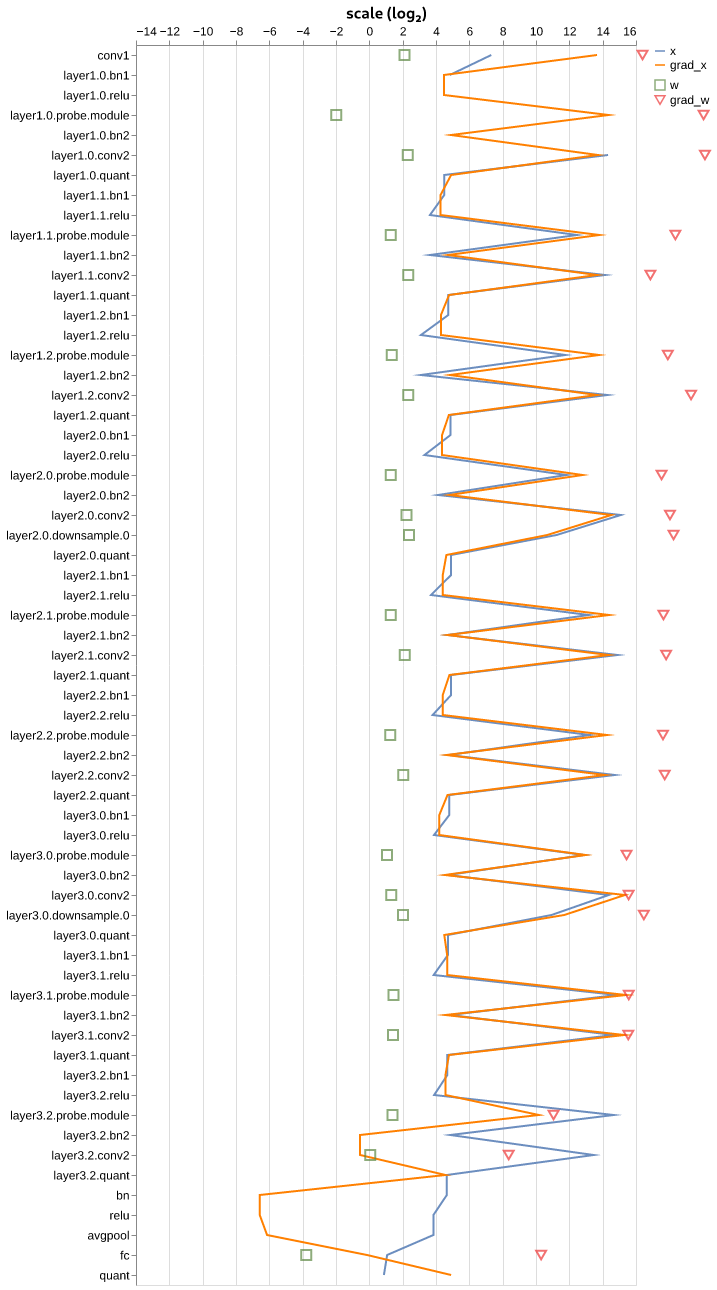 scale (log₂)
−14 −12 −10 −8 −6 −4 −2 0 2 4 6 8 10 12 14 16
x
grad_x
w
grad_w
conv1
layer1.0.bn1
layer1.0.relu
layer1.0.probe.module
layer1.0.bn2
layer1.0.conv2
layer1.0.quant
layer1.1.bn1
layer1.1.relu
layer1.1.probe.module
layer1.1.bn2
layer1.1.conv2
layer1.1.quant
layer1.2.bn1
layer1.2.relu
layer1.2.probe.module
layer1.2.bn2
layer1.2.conv2
layer1.2.quant
layer2.0.bn1
layer2.0.relu
layer2.0.probe.module
layer2.0.bn2
layer2.0.conv2
layer2.0.downsample.0
layer2.0.quant
layer2.1.bn1
layer2.1.relu
layer2.1.probe.module
layer2.1.bn2
layer2.1.conv2
layer2.1.quant
layer2.2.bn1
layer2.2.relu
layer2.2.probe.module
layer2.2.bn2
layer2.2.conv2
layer2.2.quant
layer3.0.bn1
layer3.0.relu
layer3.0.probe.module
layer3.0.bn2
layer3.0.conv2
layer3.0.downsample.0
layer3.0.quant
layer3.1.bn1
layer3.1.relu
layer3.1.probe.module
layer3.1.bn2
layer3.1.conv2
layer3.1.quant
layer3.2.bn1
layer3.2.relu
layer3.2.probe.module
layer3.2.bn2
layer3.2.conv2
layer3.2.quant
bn
relu
avgpool
fc
quant